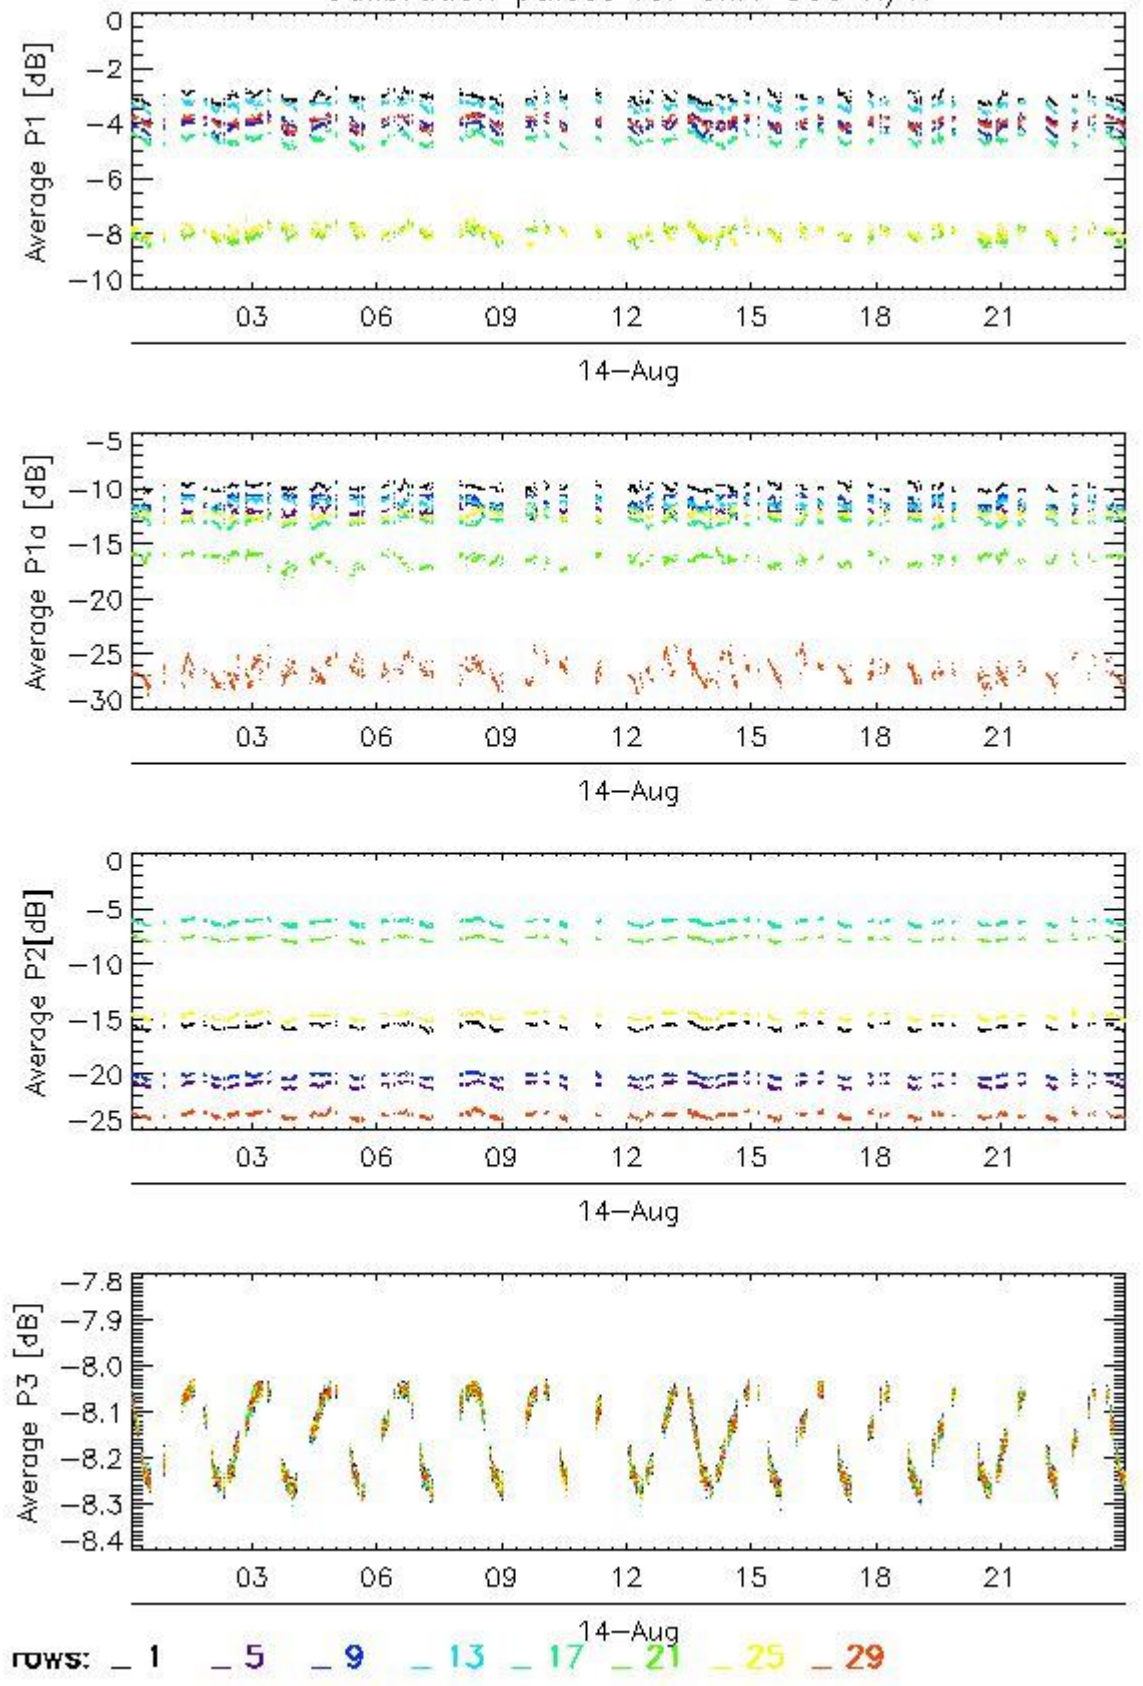 Average P1 [dB]
0
−2
−4
−6
−8
−10
03 06 09 12 15 18 21
14−Aug
Average P1a [dB]
−5
−10
−15
−20
−25
−30
03 06 09 12 15 18 21
14−Aug
Average P2[dB]
0
−5
−10
−15
−20
−25
03 06 09 12 15 18 21
14−Aug
Average P3 [dB]
−7.8
−7.9
−8.0
−8.1
−8.2
−8.3
−8.4
03 06 09 12 15 18 21
14−Aug
rows: _ 1 _ 5 _ 9 _ 13 _ 17 _ 21 _ 25 _ 29